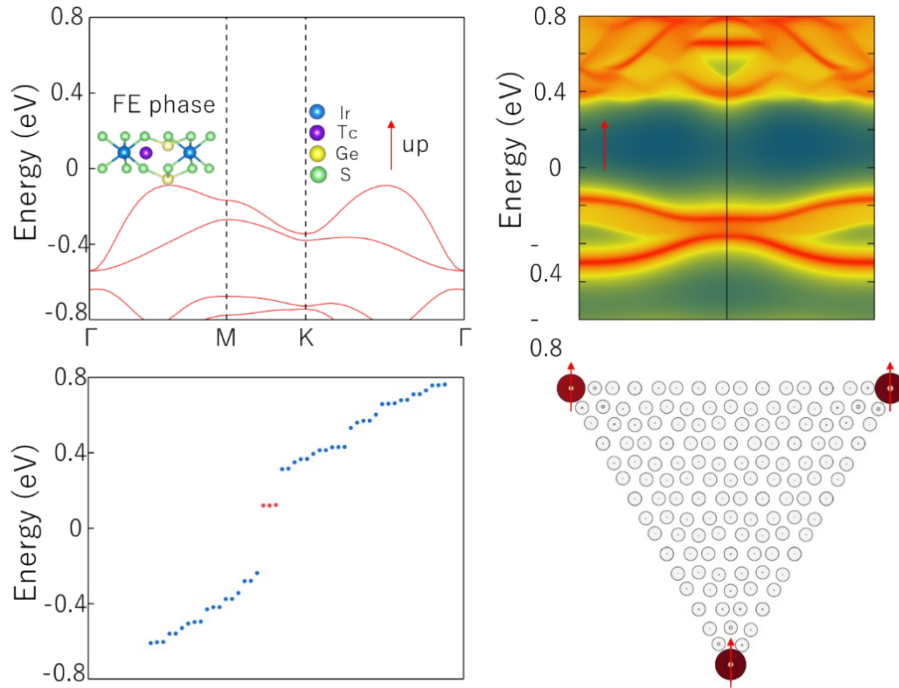 Energy (eV)
0.8
0.4
0
-0.4
-0.8
FE phase
Ir
Tc
Ge
S
up
Γ
M
K
Γ
Energy (eV)
0.8
0.4
0
-
0.4
-
0.8
Energy (eV)
0.8
0.4
0
-0.4
-0.8